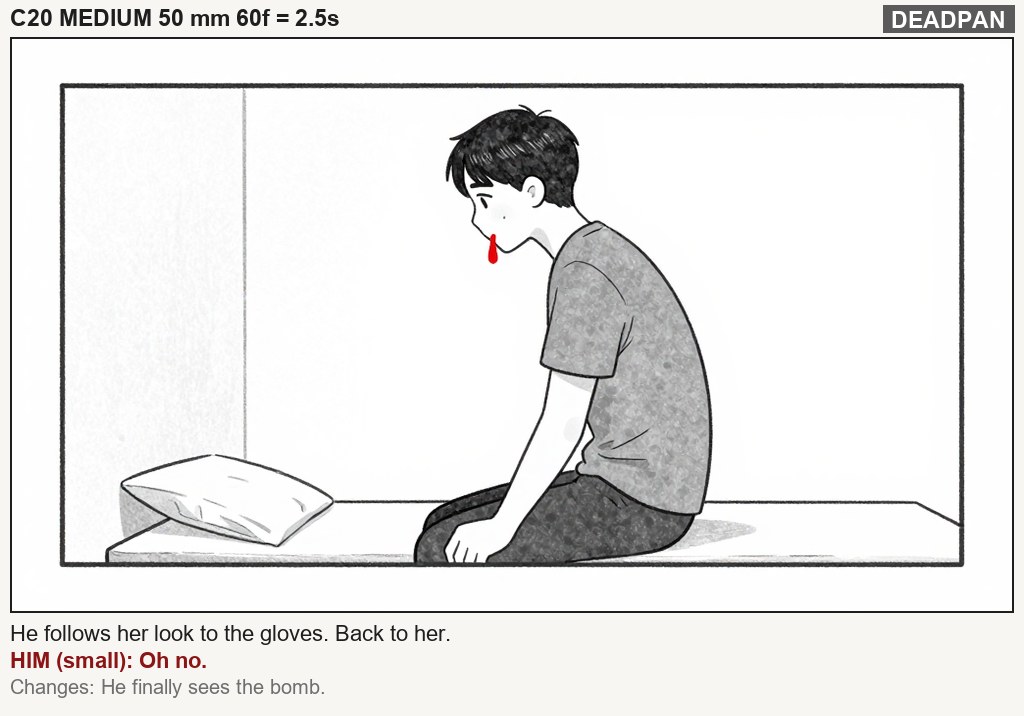 C20 MEDIUM 50 mm 60f = 2.5s
DEADPAN
He follows her look to the gloves. Back to her.
HIM (small): Oh no.
Changes: He finally sees the bomb.